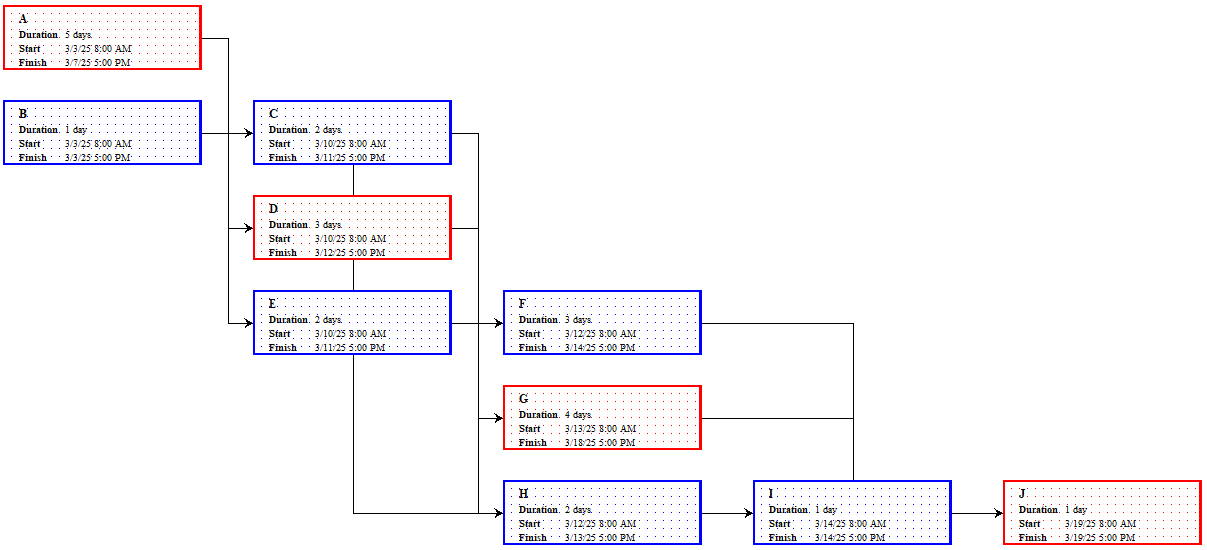 A
Duration 5 days
Start 3/3/25 8:00 AM
Finish 3/7/25 5:00 PM
B
Duration 1 day
Start 3/3/25 8:00 AM
Finish 3/3/25 5:00 PM
C
Duration 2 days
Start 3/10/25 8:00 AM
Finish 3/11/25 5:00 PM
D
Duration 3 days
Start 3/10/25 8:00 AM
Finish 3/12/25 5:00 PM
E
Duration 2 days
Start 3/10/25 8:00 AM
Finish 3/11/25 5:00 PM
F
Duration 3 days
Start 3/12/25 8:00 AM
Finish 3/14/25 5:00 PM
G
Duration 4 days
Start 3/13/25 8:00 AM
Finish 3/18/25 5:00 PM
H
Duration 2 days
Start 3/12/25 8:00 AM
Finish 3/13/25 5:00 PM
I
Duration 1 day
Start 3/14/25 8:00 AM
Finish 3/14/25 5:00 PM
J
Duration 1 day
Start 3/19/25 8:00 AM
Finish 3/19/25 5:00 PM